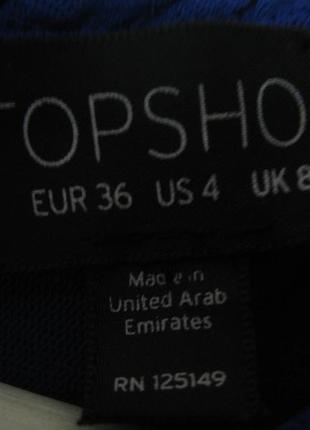 TOPSHO
EUR 36 US 4 UK 8
Made in
United Arab
Emirates
RN 125149